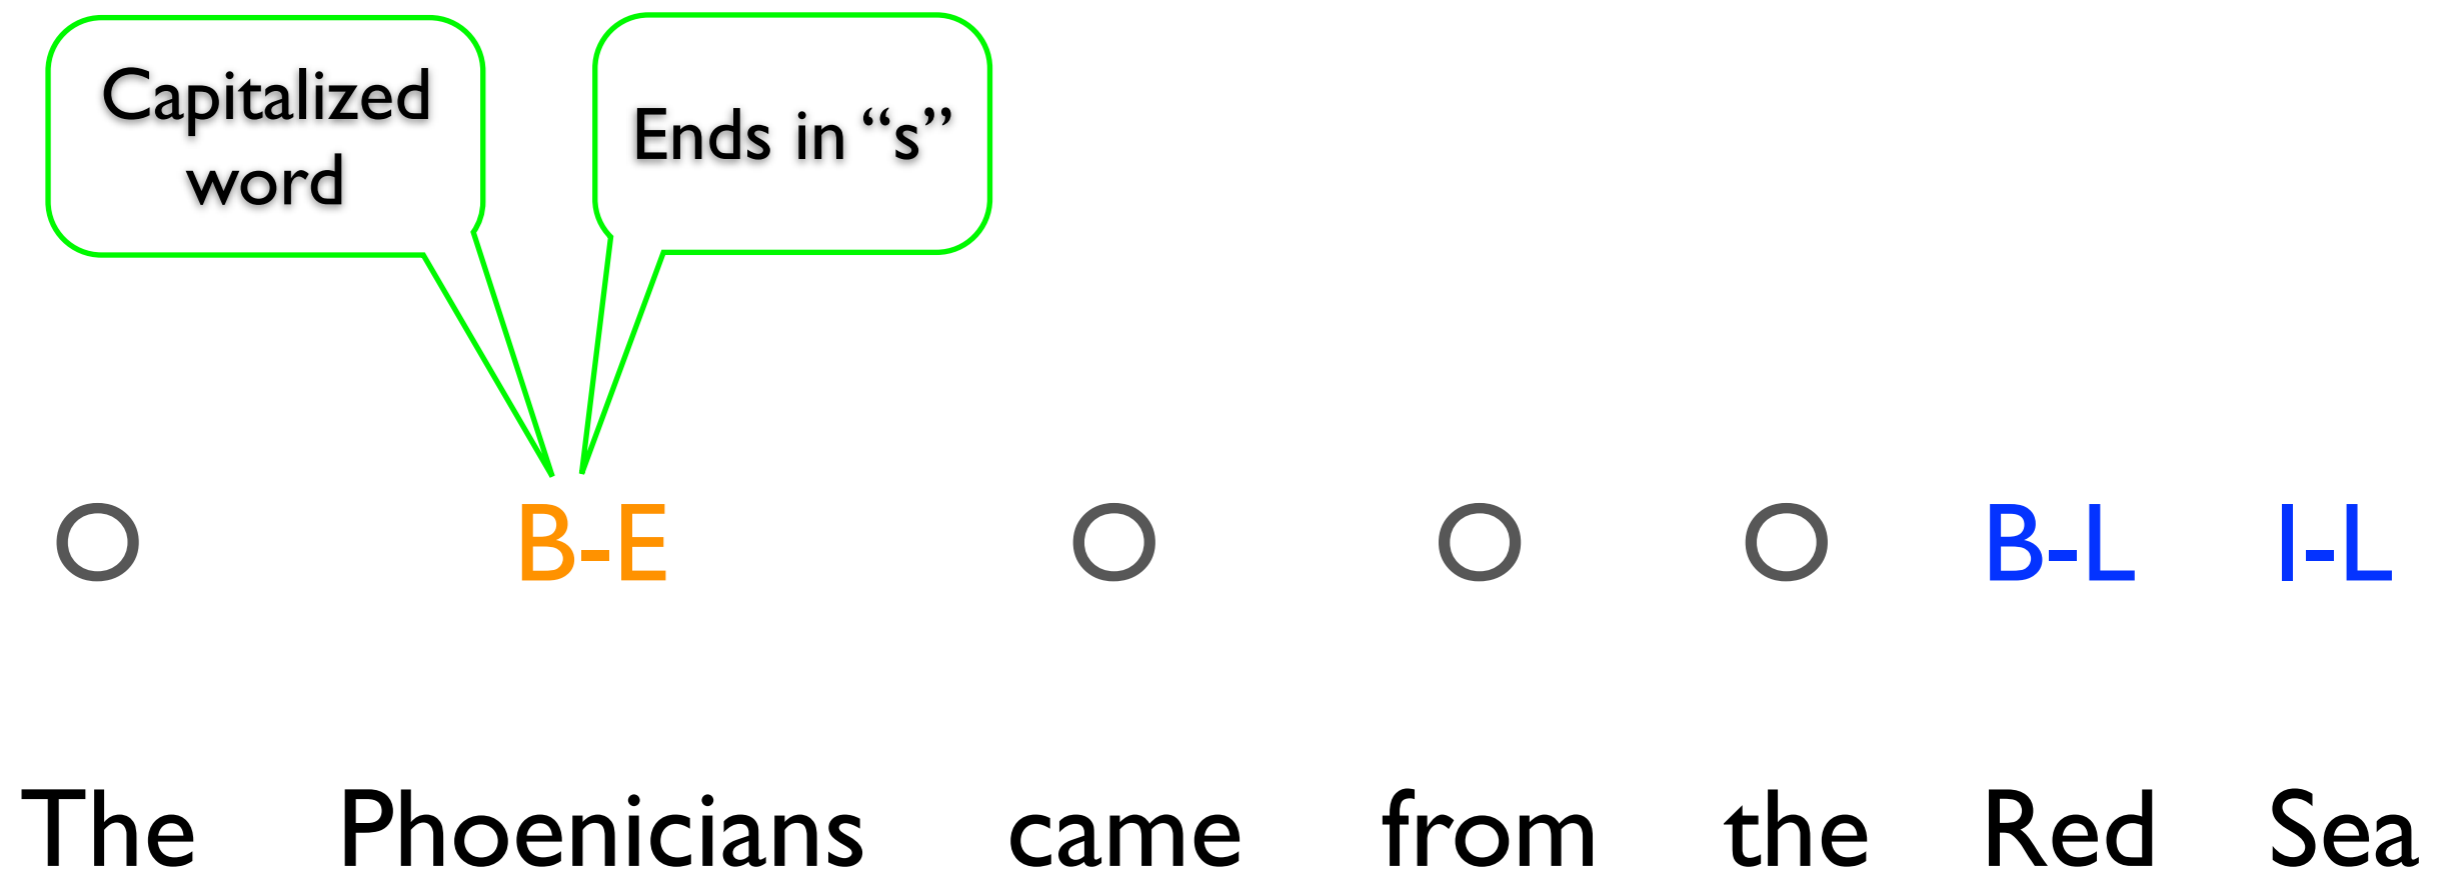 Capitalized
word
Ends in “s”
O B-E O O O B-L I-L
The Phoenicians came from the Red Sea